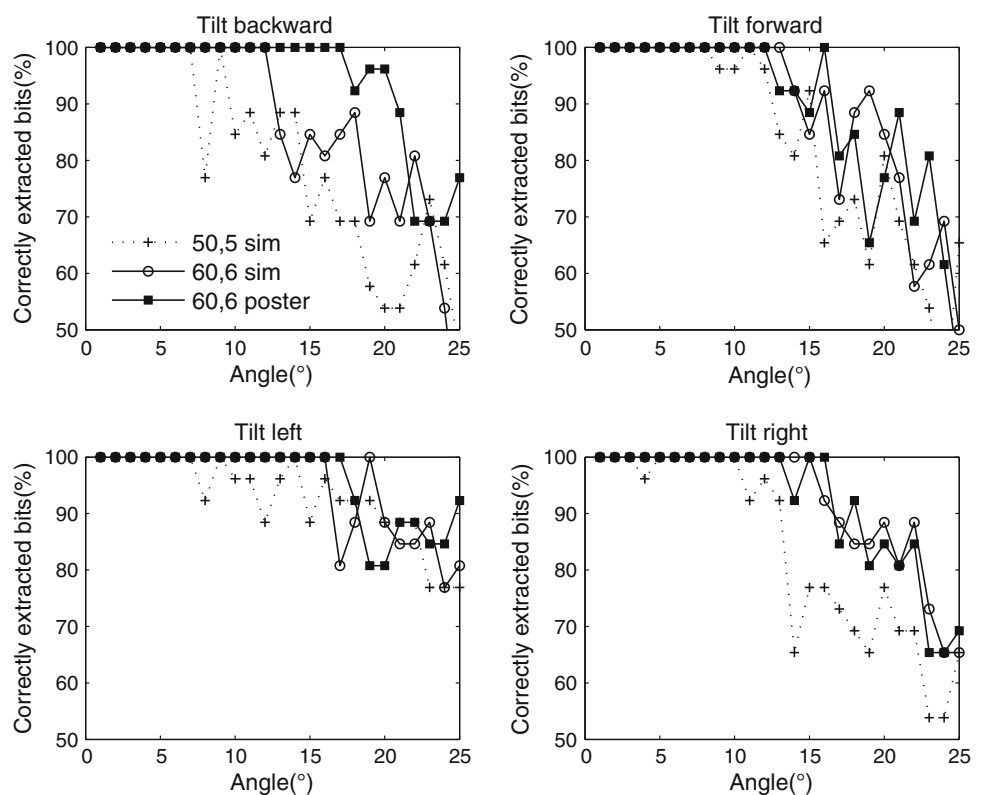 Tilt backward
100
90
80
70
60
50
Correctly extracted bits(%)
50,5 sim
60,6 sim
60,6 poster
0 5 10 15 20 25
Angle(°)
Tilt forward
100
90
80
70
60
50
Correctly extracted bits(%)
0 5 10 15 20 25
Angle(°)
Tilt left
100
90
80
70
60
50
Correctly extracted bits(%)
0 5 10 15 20 25
Angle(°)
Tilt right
100
90
80
70
60
50
Correctly extracted bits(%)
0 5 10 15 20 25
Angle(°)